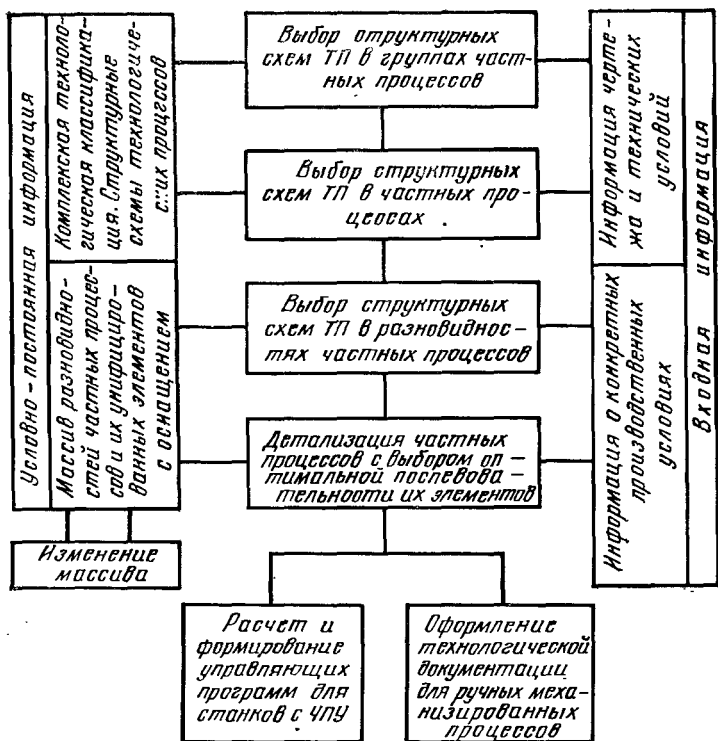 Условно-постоянная информация
Комплексная техноло-
гическая классифика-
ция. Структурные
схемы технологиче-
ских процессов
Массив разновидно-
стей частных процес-
сов и их унифициро-
ванных элементов
с оснащением
Изменение
массива
Выбор структурных
схем ТП в группах част-
ных процессов
Выбор структурных
схем ТП в частных про-
цессах
Выбор структурных
схем ТП в разновиднос-
тях частных процессов
Детализация частных
процессов с выбором оп-
тимальной последова-
тельности их элементов
Расчет и
формирование
управляющих
программ для
станков с ЧПУ
Оформление
технологической
документации
для ручных меха-
низированных
процессов
Информация черте-
жа и технических
условий
Информация о конкретных
производственных
условиях
Входная информация